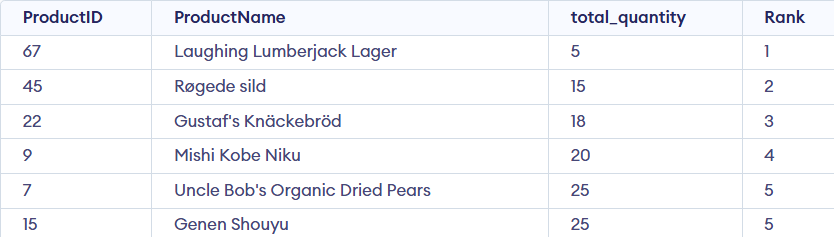 ProductID ProductName total_quantity Rank
67 Laughing Lumberjack Lager 5 1
45 Røgede sild 15 2
22 Gustaf's Knäckebröd 18 3
9 Mishi Kobe Niku 20 4
7 Uncle Bob's Organic Dried Pears 25 5
15 Genen Shouyu 25 5